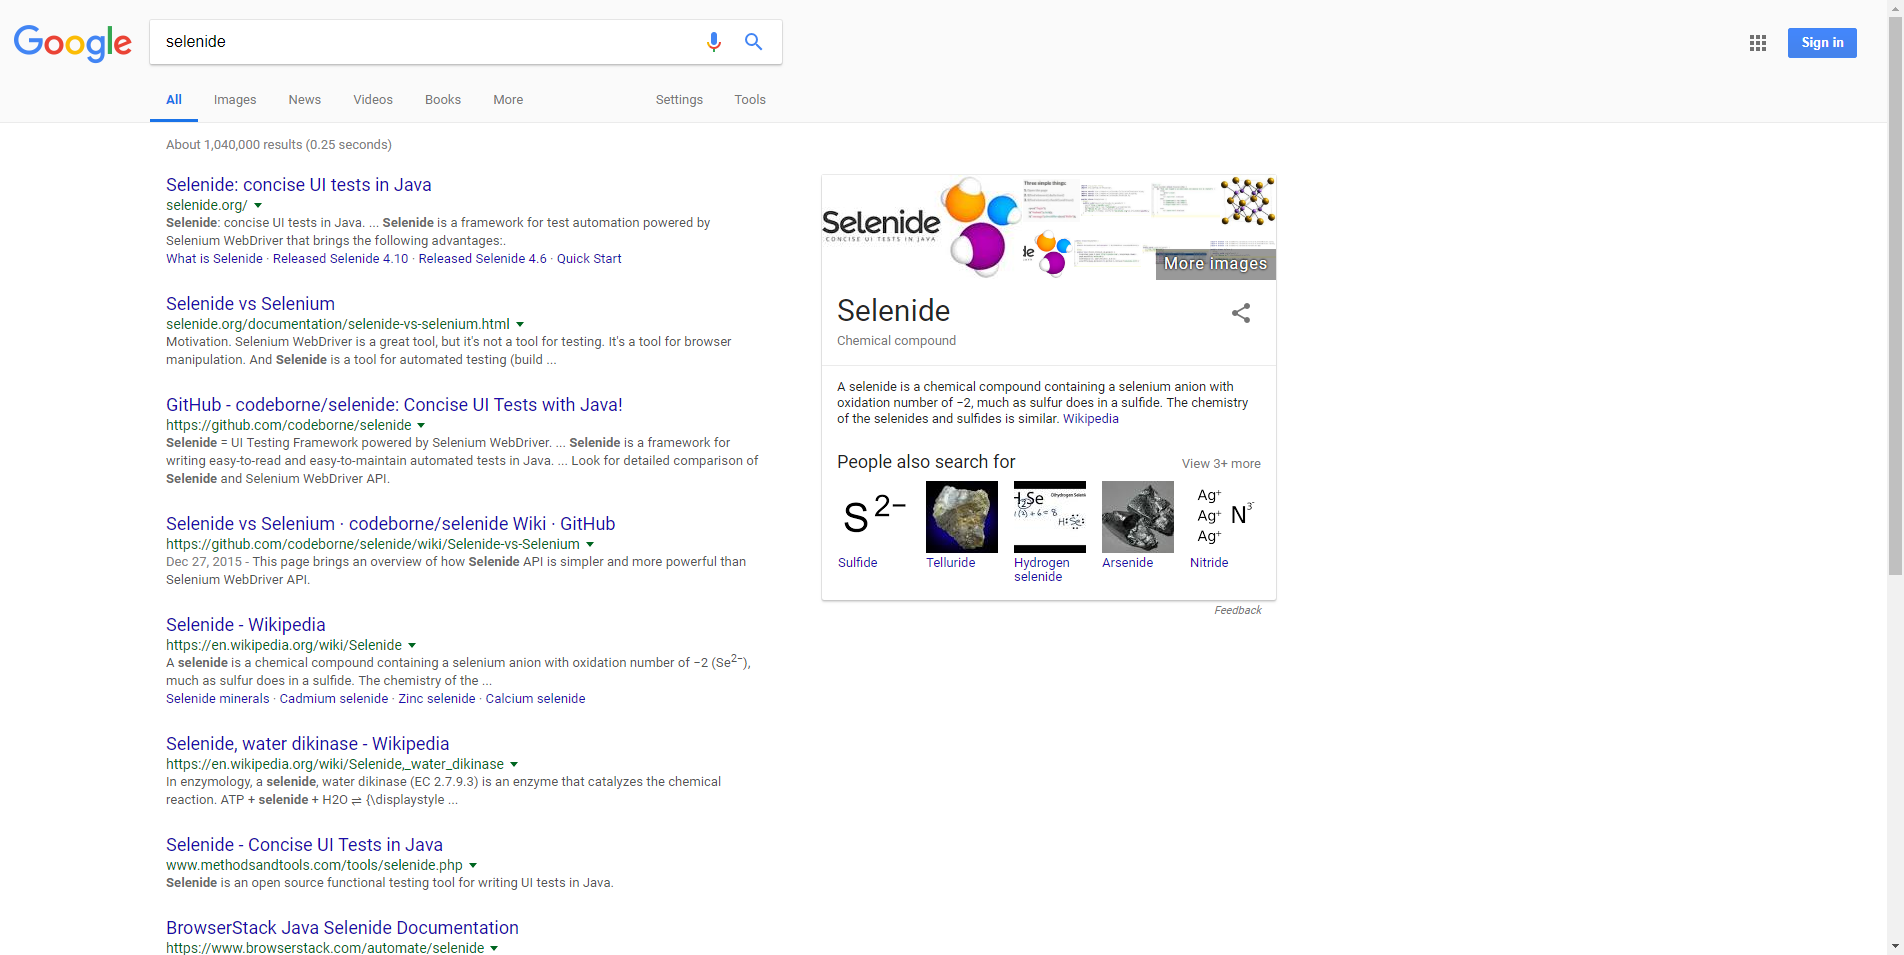 Google
selenide
Sign in
All Images News Videos Books More Settings Tools
About 1,040,000 results (0.25 seconds)
Selenide: concise UI tests in Java
selenide.org/
Selenide: concise UI tests in Java. ... Selenide is a framework for test automation powered by
Selenium WebDriver that brings the following advantages:.
What is Selenide · Released Selenide 4.10 · Released Selenide 4.6 · Quick Start
Selenide vs Selenium
selenide.org/documentation/selenide-vs-selenium.html
Motivation. Selenium WebDriver is a great tool, but it's not a tool for testing. It's a tool for browser
manipulation. And Selenide is a tool for automated testing (build ...
GitHub - codeborne/selenide: Concise UI Tests with Java!
https://github.com/codeborne/selenide
Selenide = UI Testing Framework powered by Selenium WebDriver. ... Selenide is a framework for
writing easy-to-read and easy-to-maintain automated tests in Java. ... Look for detailed comparison of
Selenide and Selenium WebDriver API.
Selenide vs Selenium · codeborne/selenide Wiki · GitHub
https://github.com/codeborne/selenide/wiki/Selenide-vs-Selenium
Dec 27, 2015 - This page brings an overview of how Selenide API is simpler and more powerful than
Selenium WebDriver API.
Selenide - Wikipedia
https://en.wikipedia.org/wiki/Selenide
A selenide is a chemical compound containing a selenium anion with oxidation number of −2 (Se²⁻),
much as sulfur does in a sulfide. The chemistry of the ...
Selenide minerals · Cadmium selenide · Zinc selenide · Calcium selenide
Selenide, water dikinase - Wikipedia
https://en.wikipedia.org/wiki/Selenide,_water_dikinase
In enzymology, a selenide, water dikinase (EC 2.7.9.3) is an enzyme that catalyzes the chemical
reaction. ATP + selenide + H2O ⇌ {\displaystyle ...
Selenide - Concise UI Tests in Java
www.methodsandtools.com/tools/selenide.php
Selenide is an open source functional testing tool for writing UI tests in Java.
BrowserStack Java Selenide Documentation
https://www.browserstack.com/automate/selenide
Selenide
CONCISE UI TESTS IN JAVA
Three simple things:
de
More images
Selenide
Chemical compound
A selenide is a chemical compound containing a selenium anion with
oxidation number of −2, much as sulfur does in a sulfide. The chemistry
of the selenides and sulfides is similar. Wikipedia
People also search for
View 3+ more
S²⁻
Ag⁺
Ag⁺ N³⁻
Ag⁺
Sulfide Telluride Hydrogen selenide Arsenide Nitride
Feedback